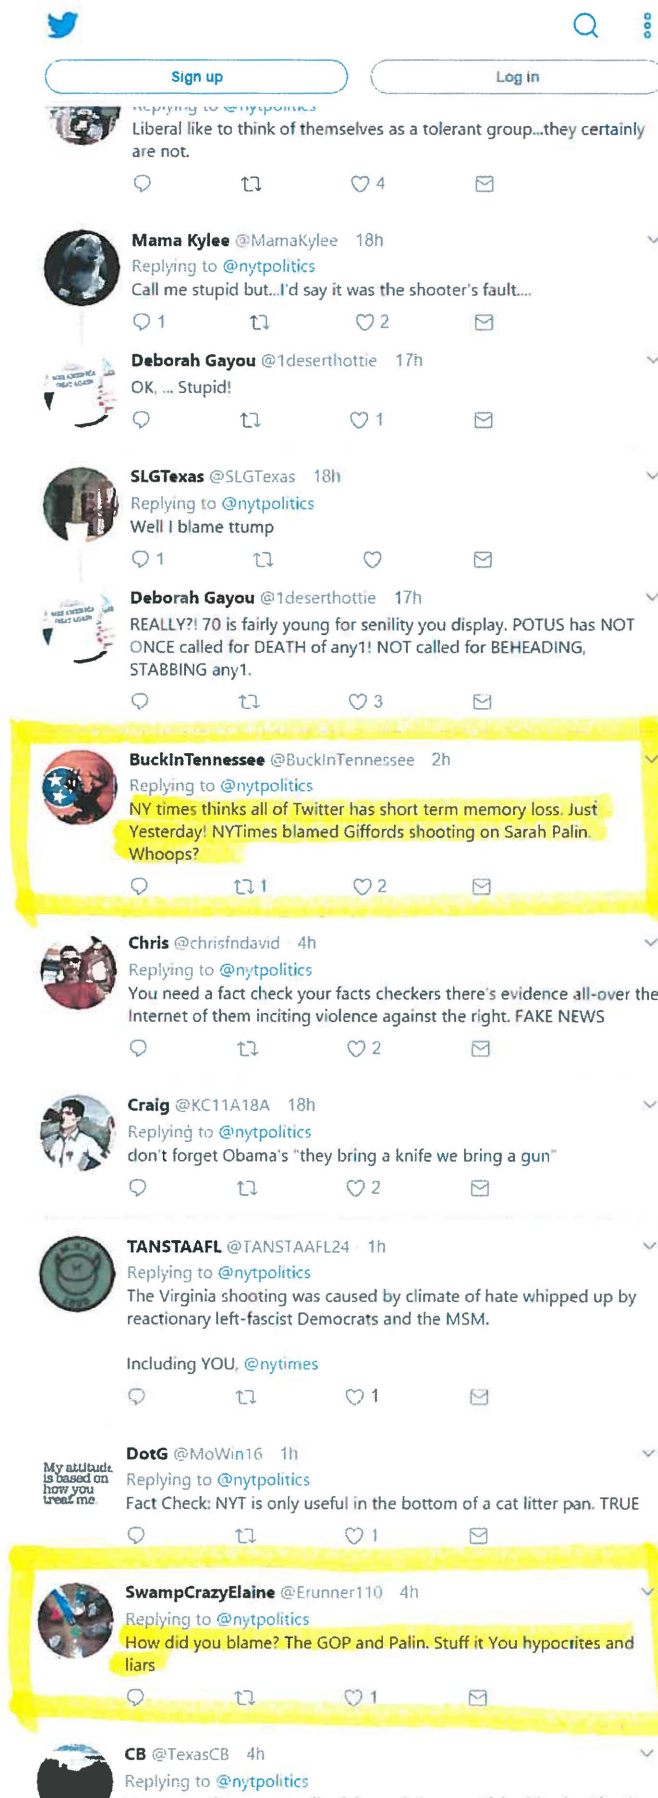 Sign up
Log in
Replying to @nytpolitics
Liberal like to think of themselves as a tolerant group...they certainly
are not.
4
Mama Kylee @MamaKylee 18h
Replying to @nytpolitics
Call me stupid but...I'd say it was the shooter's fault....
1 2
Deborah Gayou @1deserthottie 17h
OK, ... Stupid!
1
SLGTexas @SLGTexas 18h
Replying to @nytpolitics
Well I blame ttump
1
Deborah Gayou @1deserthottie 17h
REALLY?! 70 is fairly young for senility you display. POTUS has NOT
ONCE called for DEATH of any1! NOT called for BEHEADING,
STABBING any1.
3
BuckInTennessee @BuckInTennessee 2h
Replying to @nytpolitics
NY times thinks all of Twitter has short term memory loss. Just
Yesterday! NYTimes blamed Giffords shooting on Sarah Palin.
Whoops?
1 2
Chris @chrisfndavid 4h
Replying to @nytpolitics
You need a fact check your facts checkers there's evidence all-over the
Internet of them inciting violence against the right. FAKE NEWS
2
Craig @KC11A18A 18h
Replying to @nytpolitics
don't forget Obama's "they bring a knife we bring a gun"
2
TANSTAAFL @TANSTAAFL24 1h
Replying to @nytpolitics
The Virginia shooting was caused by climate of hate whipped up by
reactionary left-fascist Democrats and the MSM.
Including YOU, @nytimes
1
My attitude
is based on
how you
treat me.
DotG @MoWin16 1h
Replying to @nytpolitics
Fact Check: NYT is only useful in the bottom of a cat litter pan. TRUE
1
SwampCrazyElaine @Erunner110 4h
Replying to @nytpolitics
How did you blame? The GOP and Palin. Stuff it You hypocrites and
liars
1
CB @TexasCB 4h
Replying to @nytpolitics